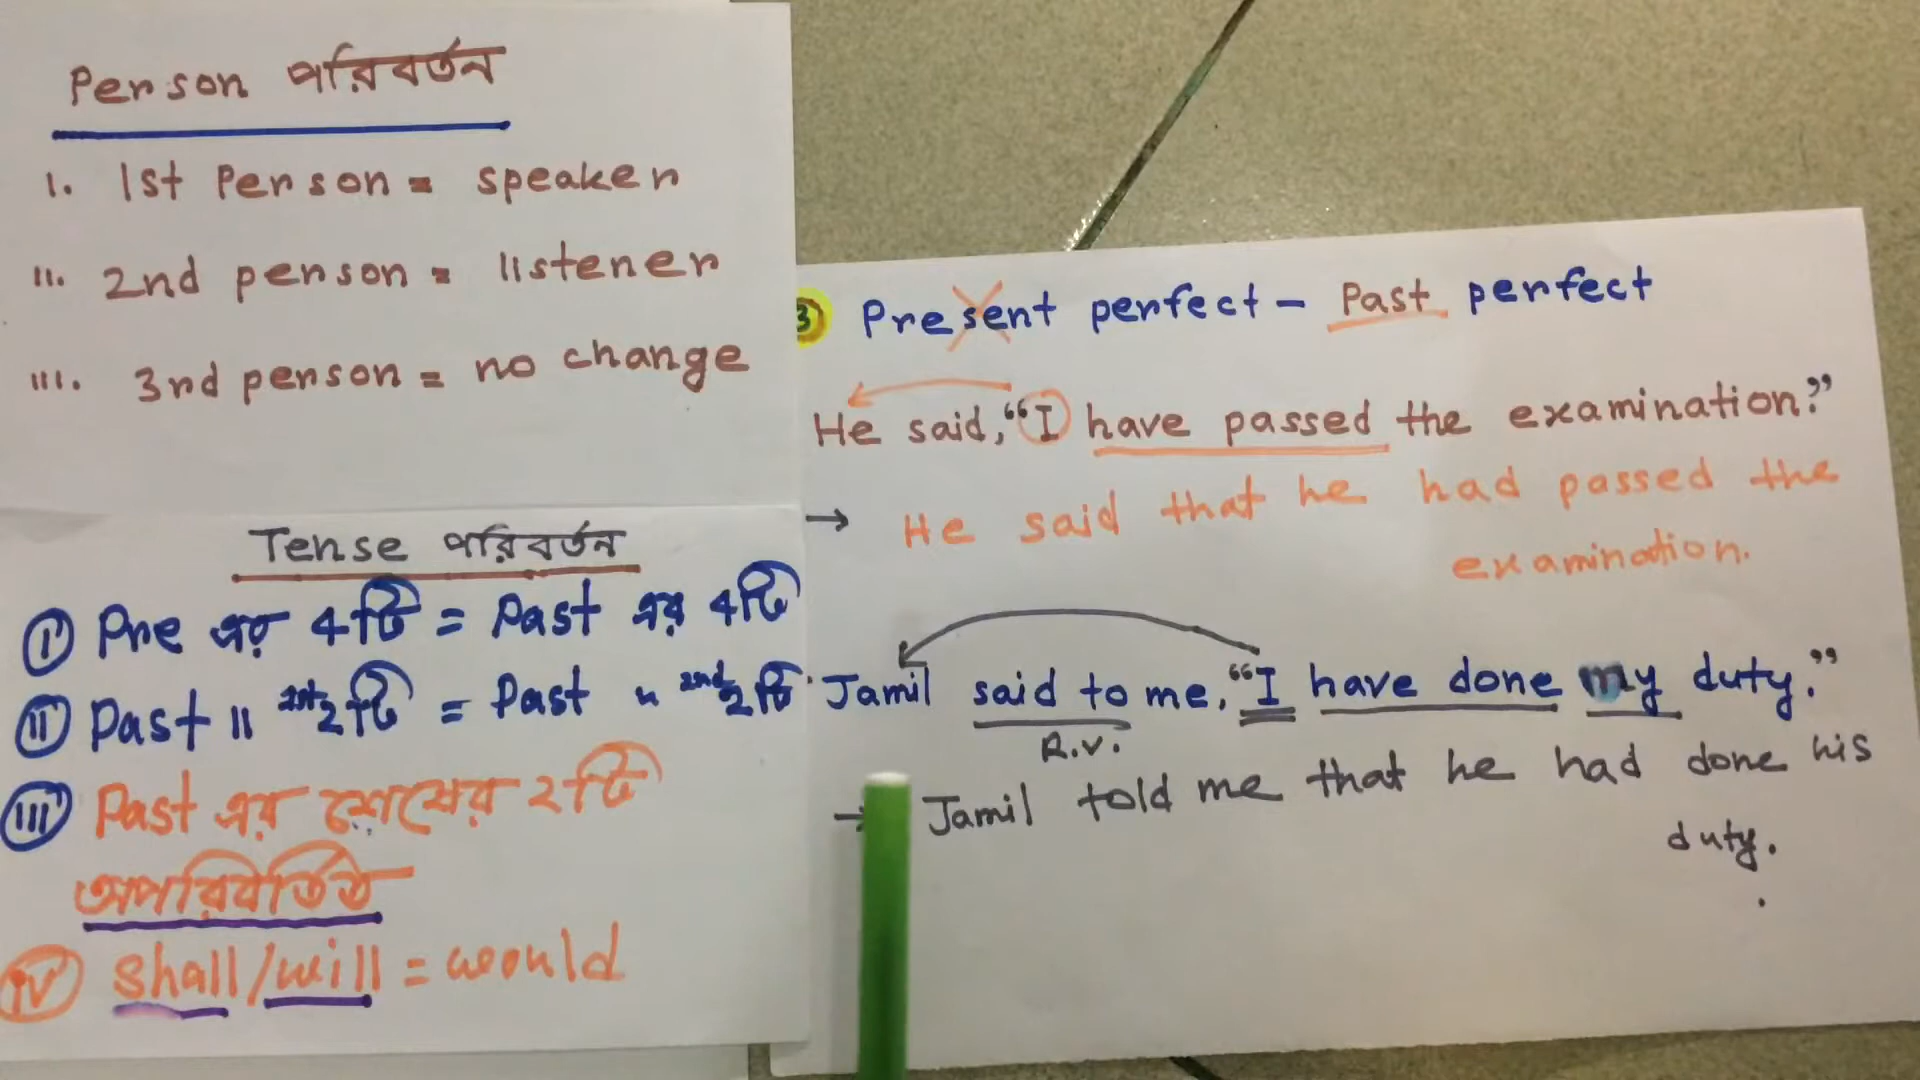 Person পরিবর্তন
I. 1st Person = speaker
II. 2nd person = listener
III. 3rd person = no change
Tense পরিবর্তন
I Pre এর 4টি = Past এর 4টি
II Past || 1st 2টি = Past " 2nd 2টি
III Past এর শেষের ২টি
অপরিবর্তিত
IV Shall/will = would
3 Present perfect - Past perfect
He said, "I have passed the examination."
→ He said that he had passed the
examination.
Jamil said to me, "I have done my duty."
R.V.
→ Jamil told me that he had done his
duty.